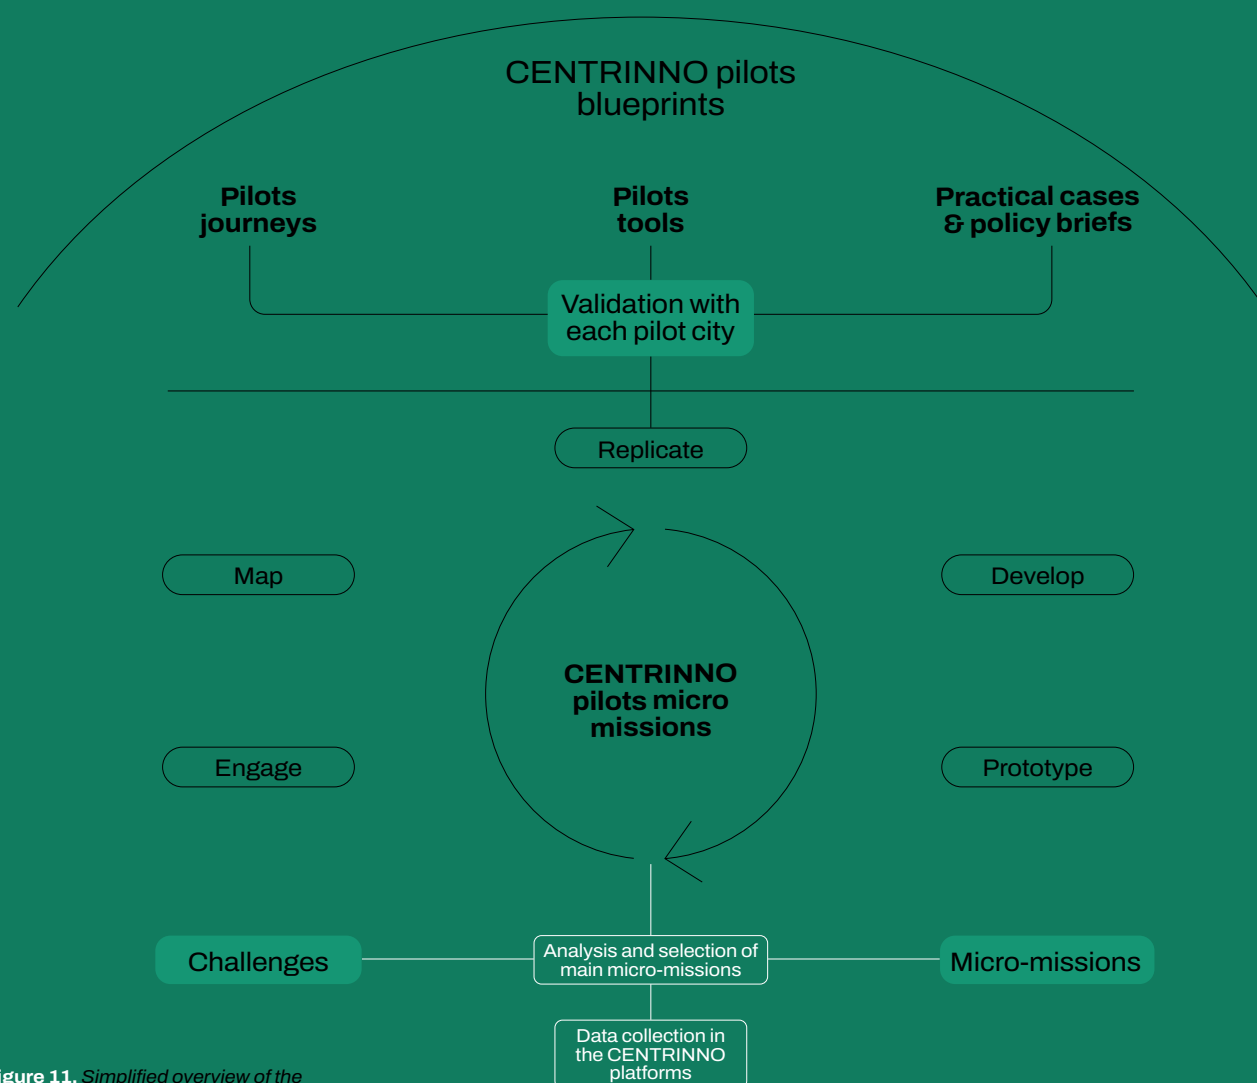 CENTRINNO pilots
blueprints
Pilots
journeys
Pilots
tools
Practical cases
& policy briefs
Validation with
each pilot city
Replicate
Map
Develop
CENTRINNO
pilots micro
missions
Engage
Prototype
Challenges
Analysis and selection of
main micro-missions
Micro-missions
Data collection in
the CENTRINNO
platforms
igure 11. Simplified overview of the